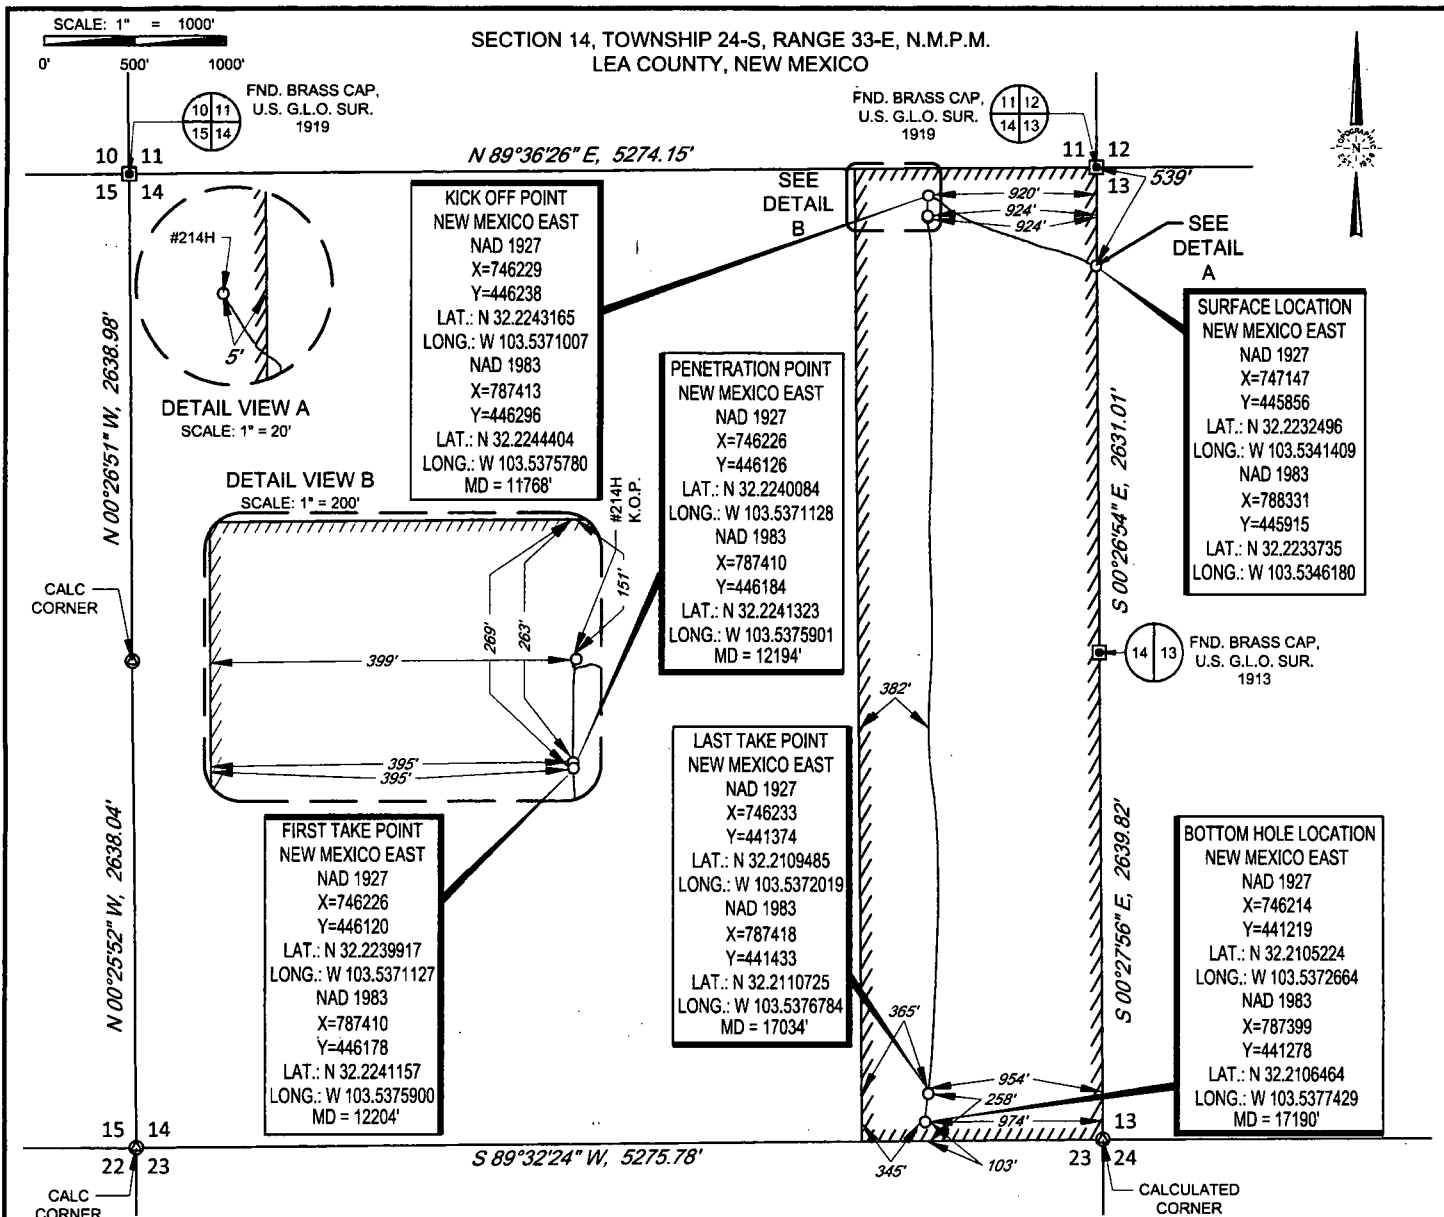 SCALE: 1" = 1000'
0' 500' 1000'
SECTION 14, TOWNSHIP 24-S, RANGE 33-E, N.M.P.M.
LEA COUNTY, NEW MEXICO
10 11
15 14
FND. BRASS CAP,
U.S. G.L.O. SUR.
1919
FND. BRASS CAP,
U.S. G.L.O. SUR.
1919
11 12
14 13
10 11
15 14
N 89°36'26" E, 5274.15'
11 12
13
539'
SEE
DETAIL
B
920'
924'
924'
SEE
DETAIL
A
#214H
5'
DETAIL VIEW A
SCALE: 1" = 20'
KICK OFF POINT
NEW MEXICO EAST
NAD 1927
X=746229
Y=446238
LAT.: N 32.2243165
LONG.: W 103.5371007
NAD 1983
X=787413
Y=446296
LAT.: N 32.2244404
LONG.: W 103.5375780
MD = 11768'
PENETRATION POINT
NEW MEXICO EAST
NAD 1927
X=746226
Y=446126
LAT.: N 32.2240084
LONG.: W 103.5371128
NAD 1983
X=787410
Y=446184
LAT.: N 32.2241323
LONG.: W 103.5375901
MD = 12194'
SURFACE LOCATION
NEW MEXICO EAST
NAD 1927
X=747147
Y=445856
LAT.: N 32.2232496
LONG.: W 103.5341409
NAD 1983
X=788331
Y=445915
LAT.: N 32.2233735
LONG.: W 103.5346180
N 00°26'51" W, 2638.98'
S 00°26'54" E, 2631.01'
DETAIL VIEW B
SCALE: 1" = 200'
#214H
K.O.P.
269'
263'
151'
399'
395'
395'
CALC
CORNER
14 13
FND. BRASS CAP,
U.S. G.L.O. SUR.
1913
382'
FIRST TAKE POINT
NEW MEXICO EAST
NAD 1927
X=746226
Y=446120
LAT.: N 32.2239917
LONG.: W 103.5371127
NAD 1983
X=787410
Y=446178
LAT.: N 32.2241157
LONG.: W 103.5375900
MD = 12204'
LAST TAKE POINT
NEW MEXICO EAST
NAD 1927
X=746233
Y=441374
LAT.: N 32.2109485
LONG.: W 103.5372019
NAD 1983
X=787418
Y=441433
LAT.: N 32.2110725
LONG.: W 103.5376784
MD = 17034'
BOTTOM HOLE LOCATION
NEW MEXICO EAST
NAD 1927
X=746214
Y=441219
LAT.: N 32.2105224
LONG.: W 103.5372664
NAD 1983
X=787399
Y=441278
LAT.: N 32.2106464
LONG.: W 103.5377429
MD = 17190'
N 00°25'52" W, 2638.04'
S 00°27'56" E, 2639.82'
365'
954'
258'
974'
345'
103'
15 14
22 23
S 89°32'24" W, 5275.78'
13
23 24
CALC
CORNER
CALCULATED
CORNER